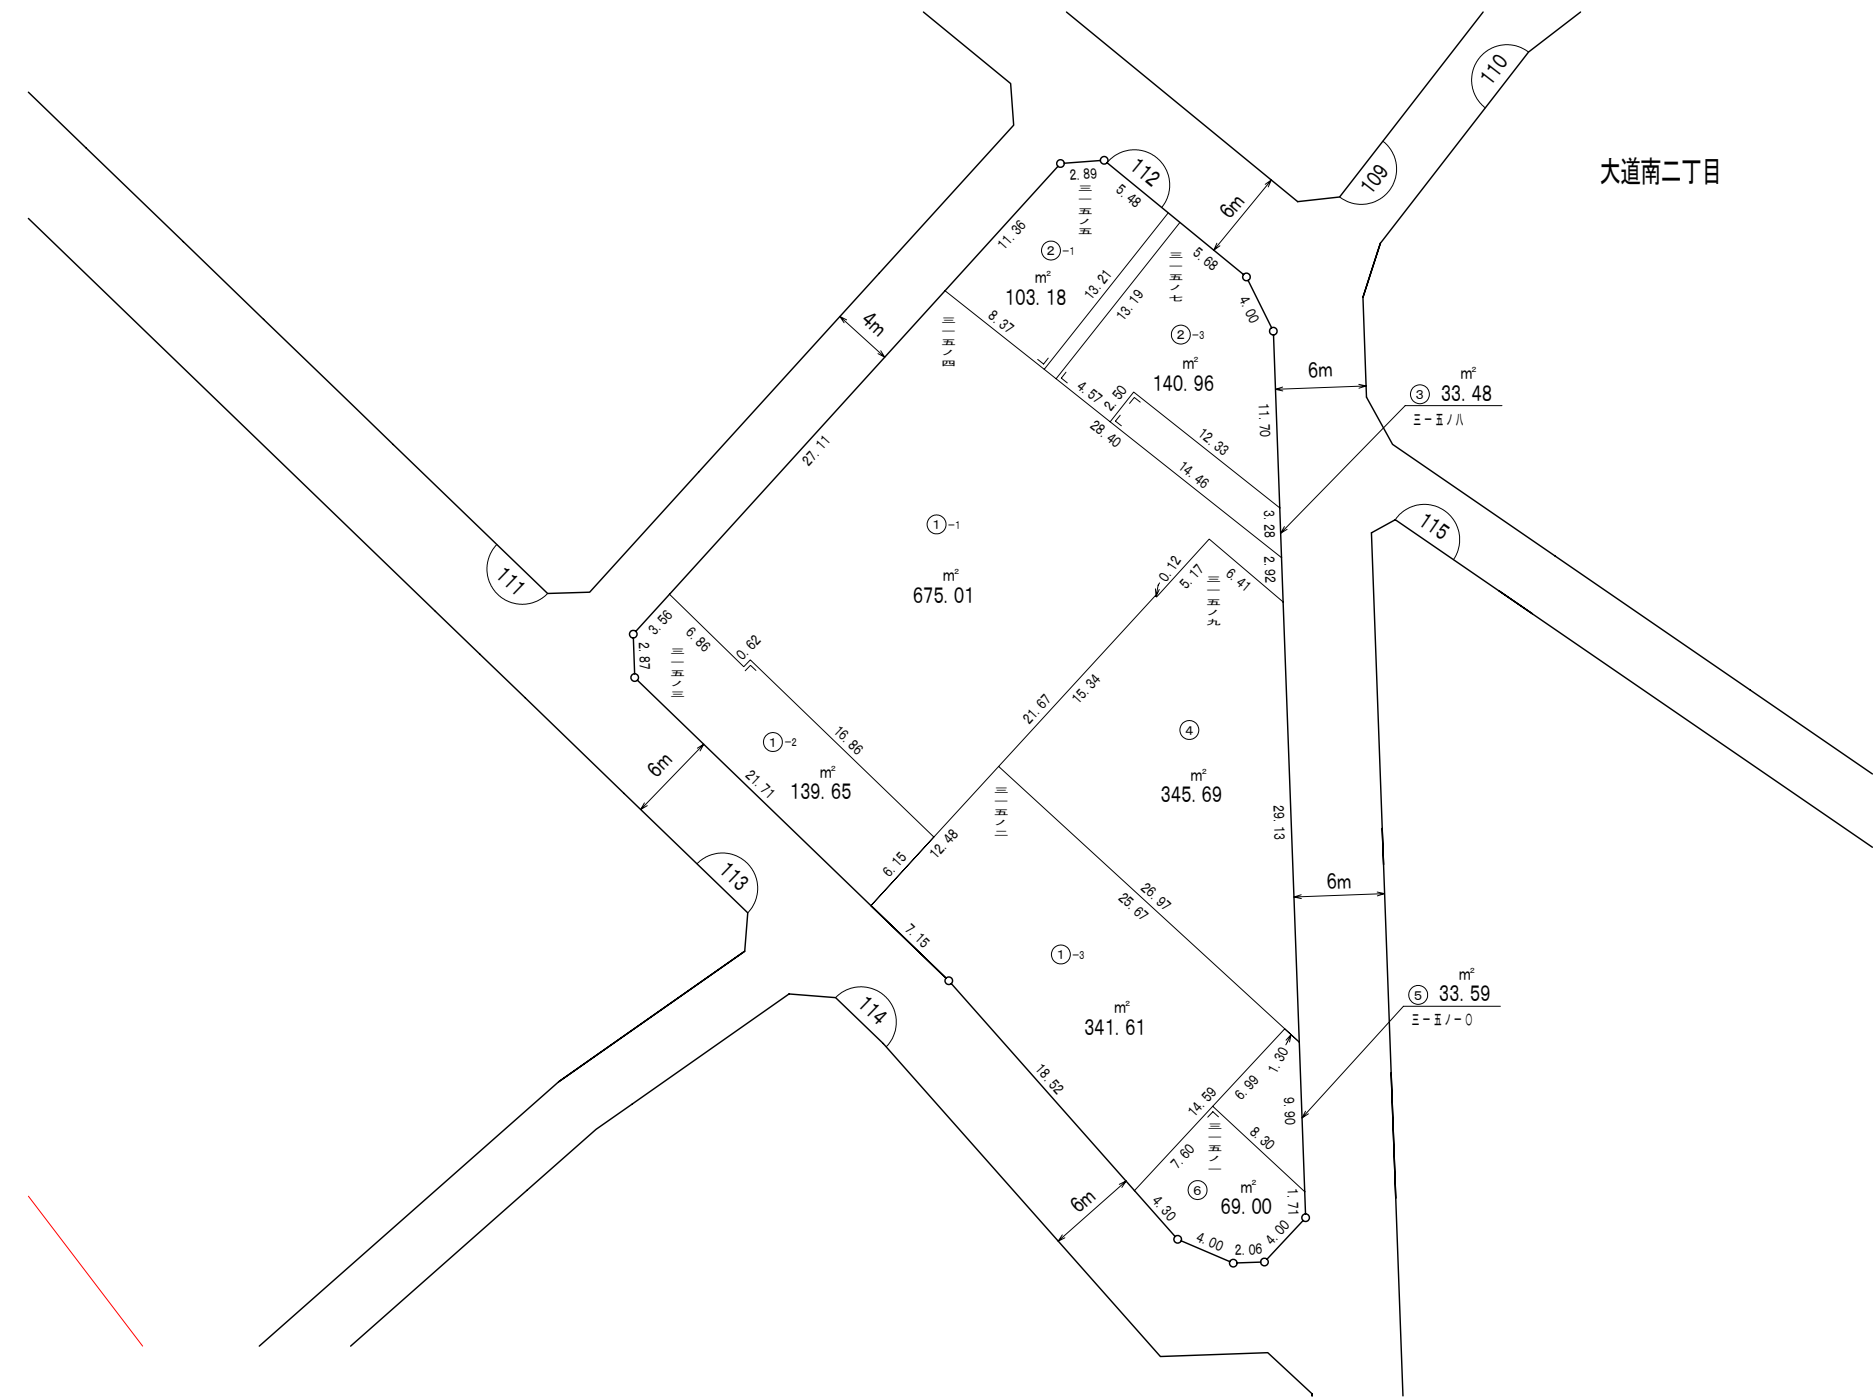 110
大道南二丁目
109
112
2. 89
三一五ノ五
5. 48
6m
11. 36
②-1
m²
103. 18
13. 21
13. 19
三一五ノ七
5. 68
4. 00
②-3
m²
140. 96
4m
三一五ノ四
8. 37
4. 57
2. 50
28. 40
12. 33
14. 46
11. 70
6m
③ 33. 48
m²
三一五ノ八
3. 28
2. 92
115
27. 11
①-1
m²
675. 01
0. 12
5. 17
6. 41
三一五ノ九
111
3. 56
2. 87
6. 86
0. 62
三一五ノ三
16. 86
①-2
m²
139. 65
21. 71
6m
21. 67
15. 34
④
m²
345. 69
29. 13
三一五ノ二
12. 48
6. 15
113
7. 15
26. 97
25. 67
6m
①-3
m²
341. 61
⑤ 33. 59
m²
三一五ノ一0
114
18. 52
14. 59
6. 99
1. 30
9. 90
8. 30
三一五ノ一
7. 60
⑥
m²
69. 00
1. 71
6m
4. 30
4. 00
2. 06
4. 00